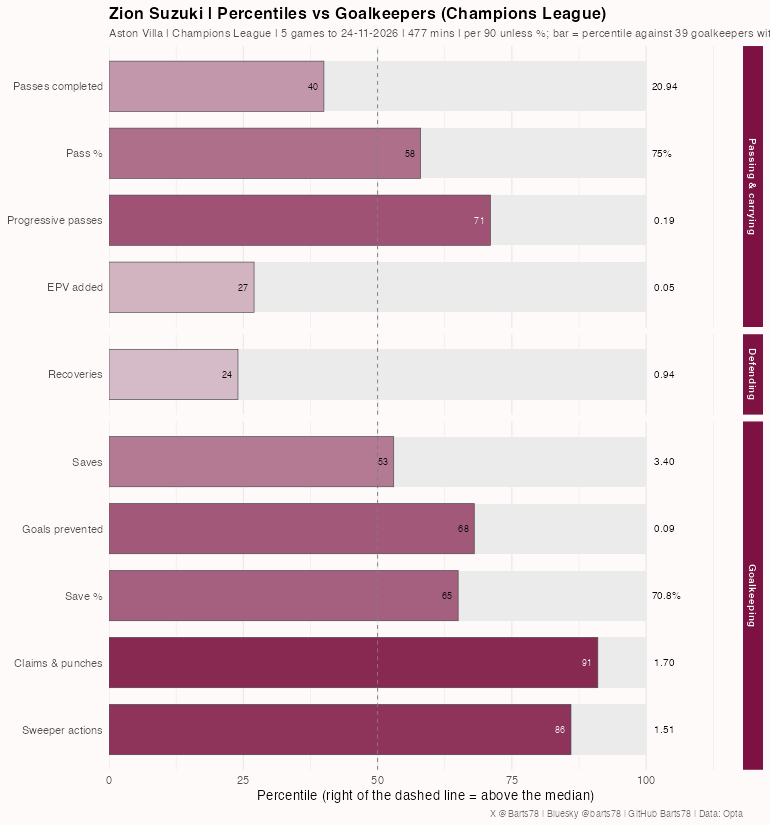 Zion Suzuki | Percentiles vs Goalkeepers (Champions League)
Aston Villa | Champions League | 5 games to 24-11-2026 | 477 mins | per 90 unless %; bar = percentile against 39 goalkeepers wit
Passes completed 40 20.94
Pass % 58 75%
Progressive passes 71 0.19
EPV added 27 0.05
Passing & carrying
Recoveries 24 0.94
Defending
Saves 53 3.40
Goals prevented 68 0.09
Save % 65 70.8%
Claims & punches 91 1.70
Sweeper actions 86 1.51
Goalkeeping
0 25 50 75 100
Percentile (right of the dashed line = above the median)
X @Barts78 | Bluesky @barts78 | GitHub Barts78 | Data: Opta